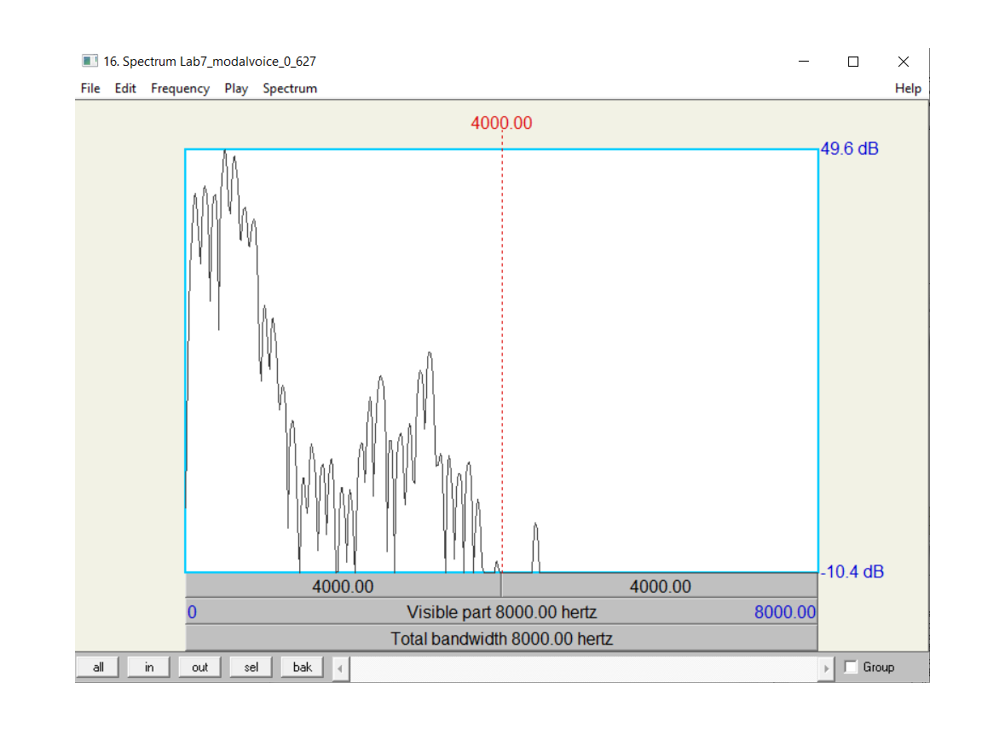 16. Spectrum Lab7_modalvoice_0_627
File Edit Frequency Play Spectrum Help
4000.00
49.6 dB
-10.4 dB
4000.00 4000.00
0 Visible part 8000.00 hertz 8000.00
Total bandwidth 8000.00 hertz
all in out sel bak Group